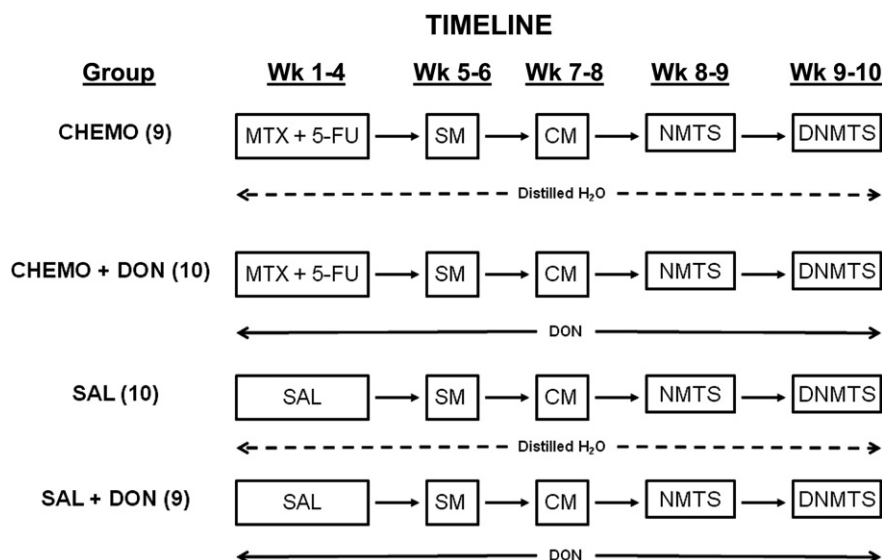 TIMELINE
Group Wk 1-4 Wk 5-6 Wk 7-8 Wk 8-9 Wk 9-10
CHEMO (9) MTX + 5-FU SM CM NMTS DNMTS
Distilled H₂O
CHEMO + DON (10) MTX + 5-FU SM CM NMTS DNMTS
DON
SAL (10) SAL SM CM NMTS DNMTS
Distilled H₂O
SAL + DON (9) SAL SM CM NMTS DNMTS
DON